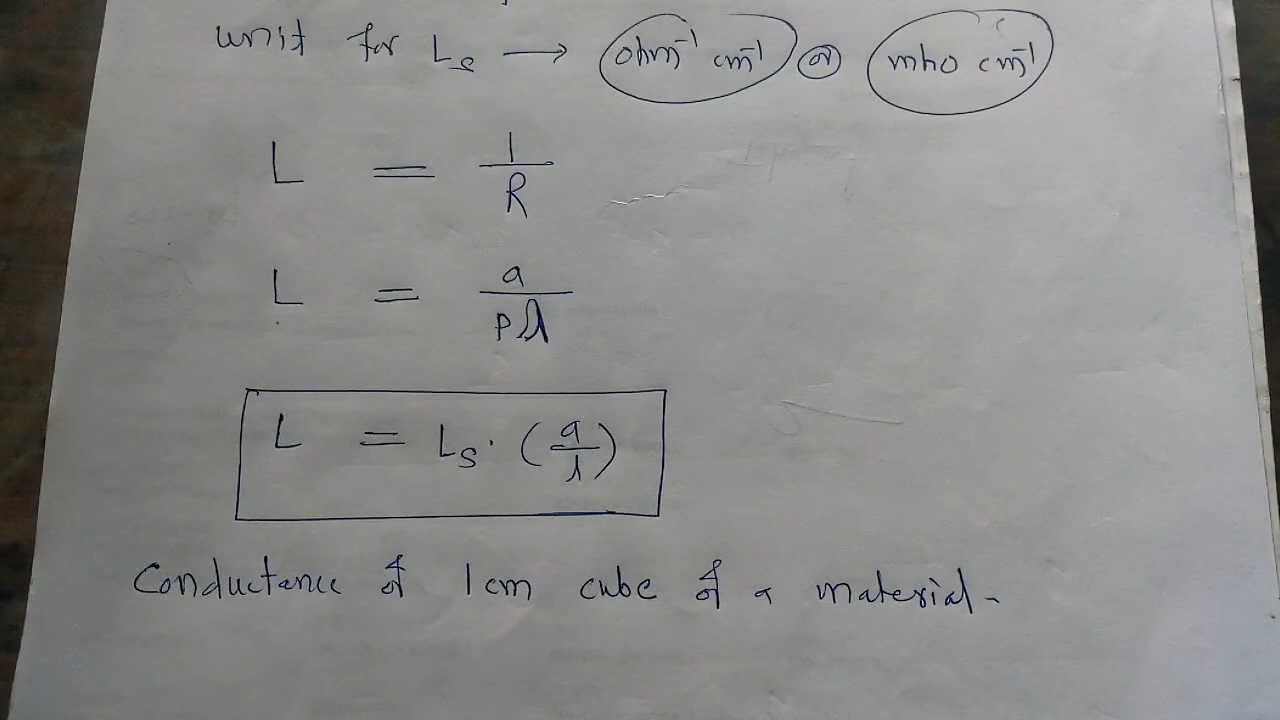 unit for Ls → ohm⁻¹ cm⁻¹ or mho cm⁻¹
L = 1/R
L = a/ρl
L = Ls · (a/l)
Conductance of 1cm cube of a material.